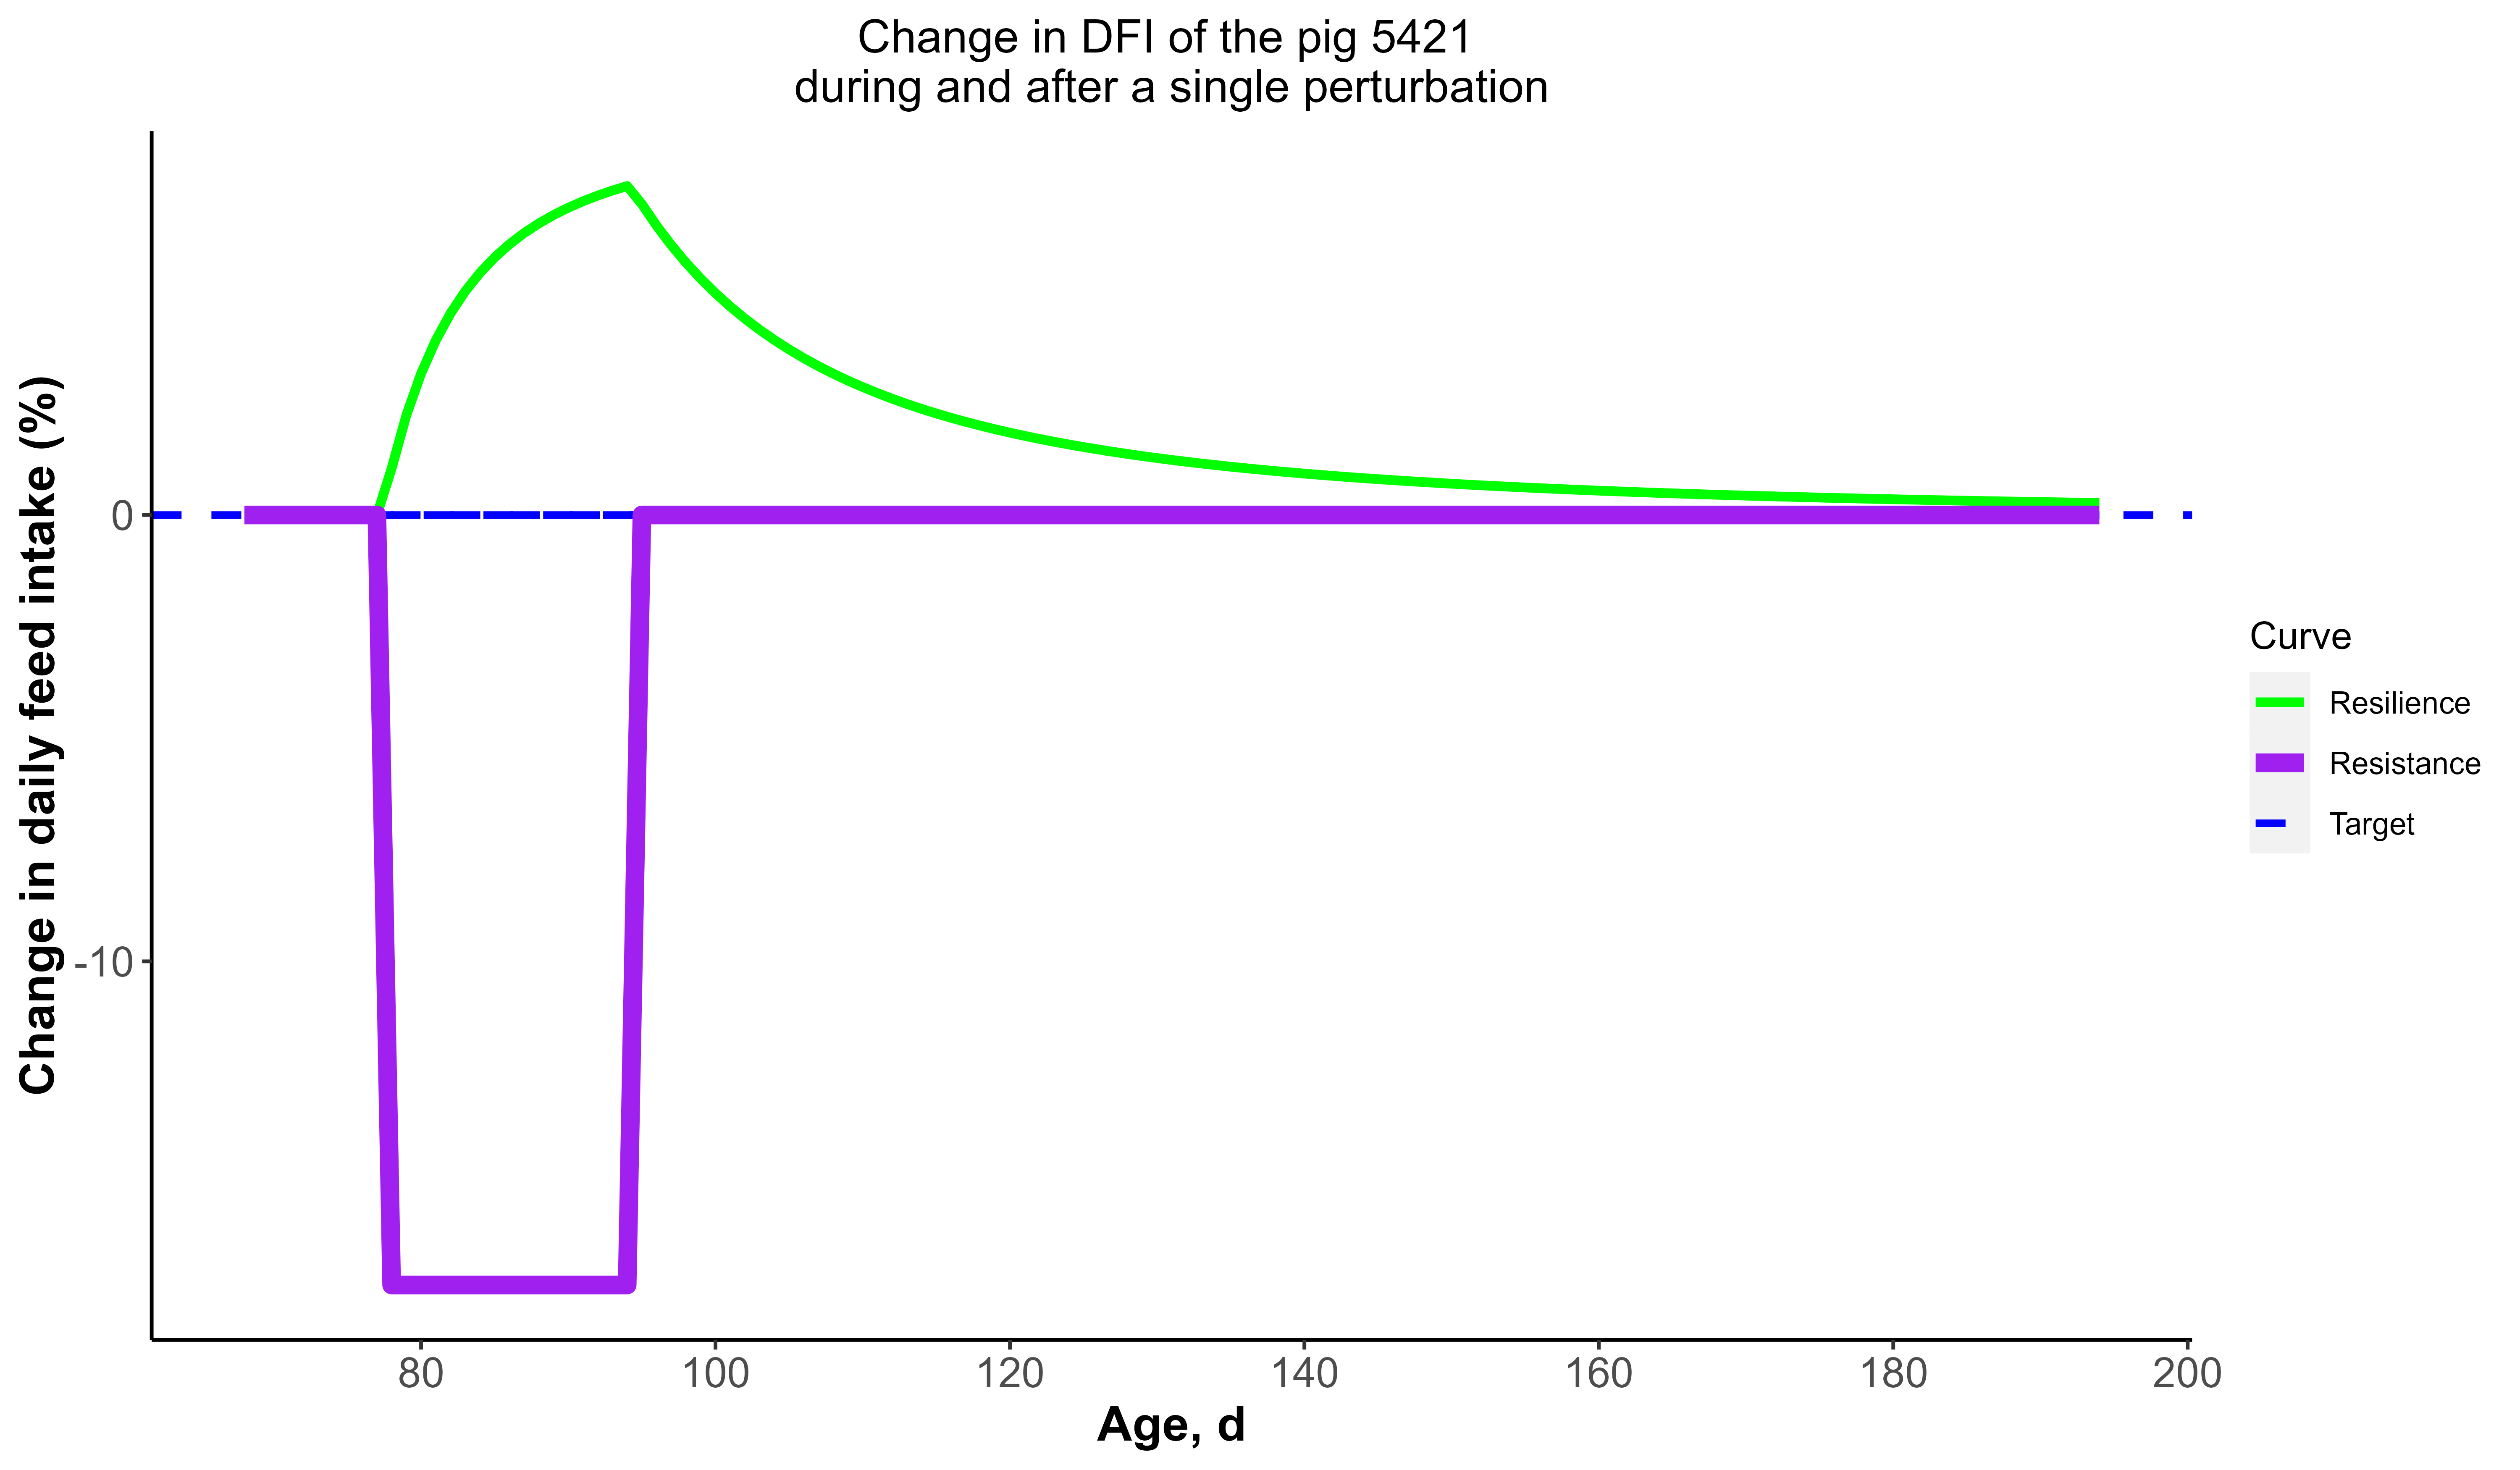 Change in DFI of the pig 5421
during and after a single perturbation
Change in daily feed intake (%)
0
-10
80
100
120
140
160
180
200
Age, d
Curve
Resilience
Resistance
Target